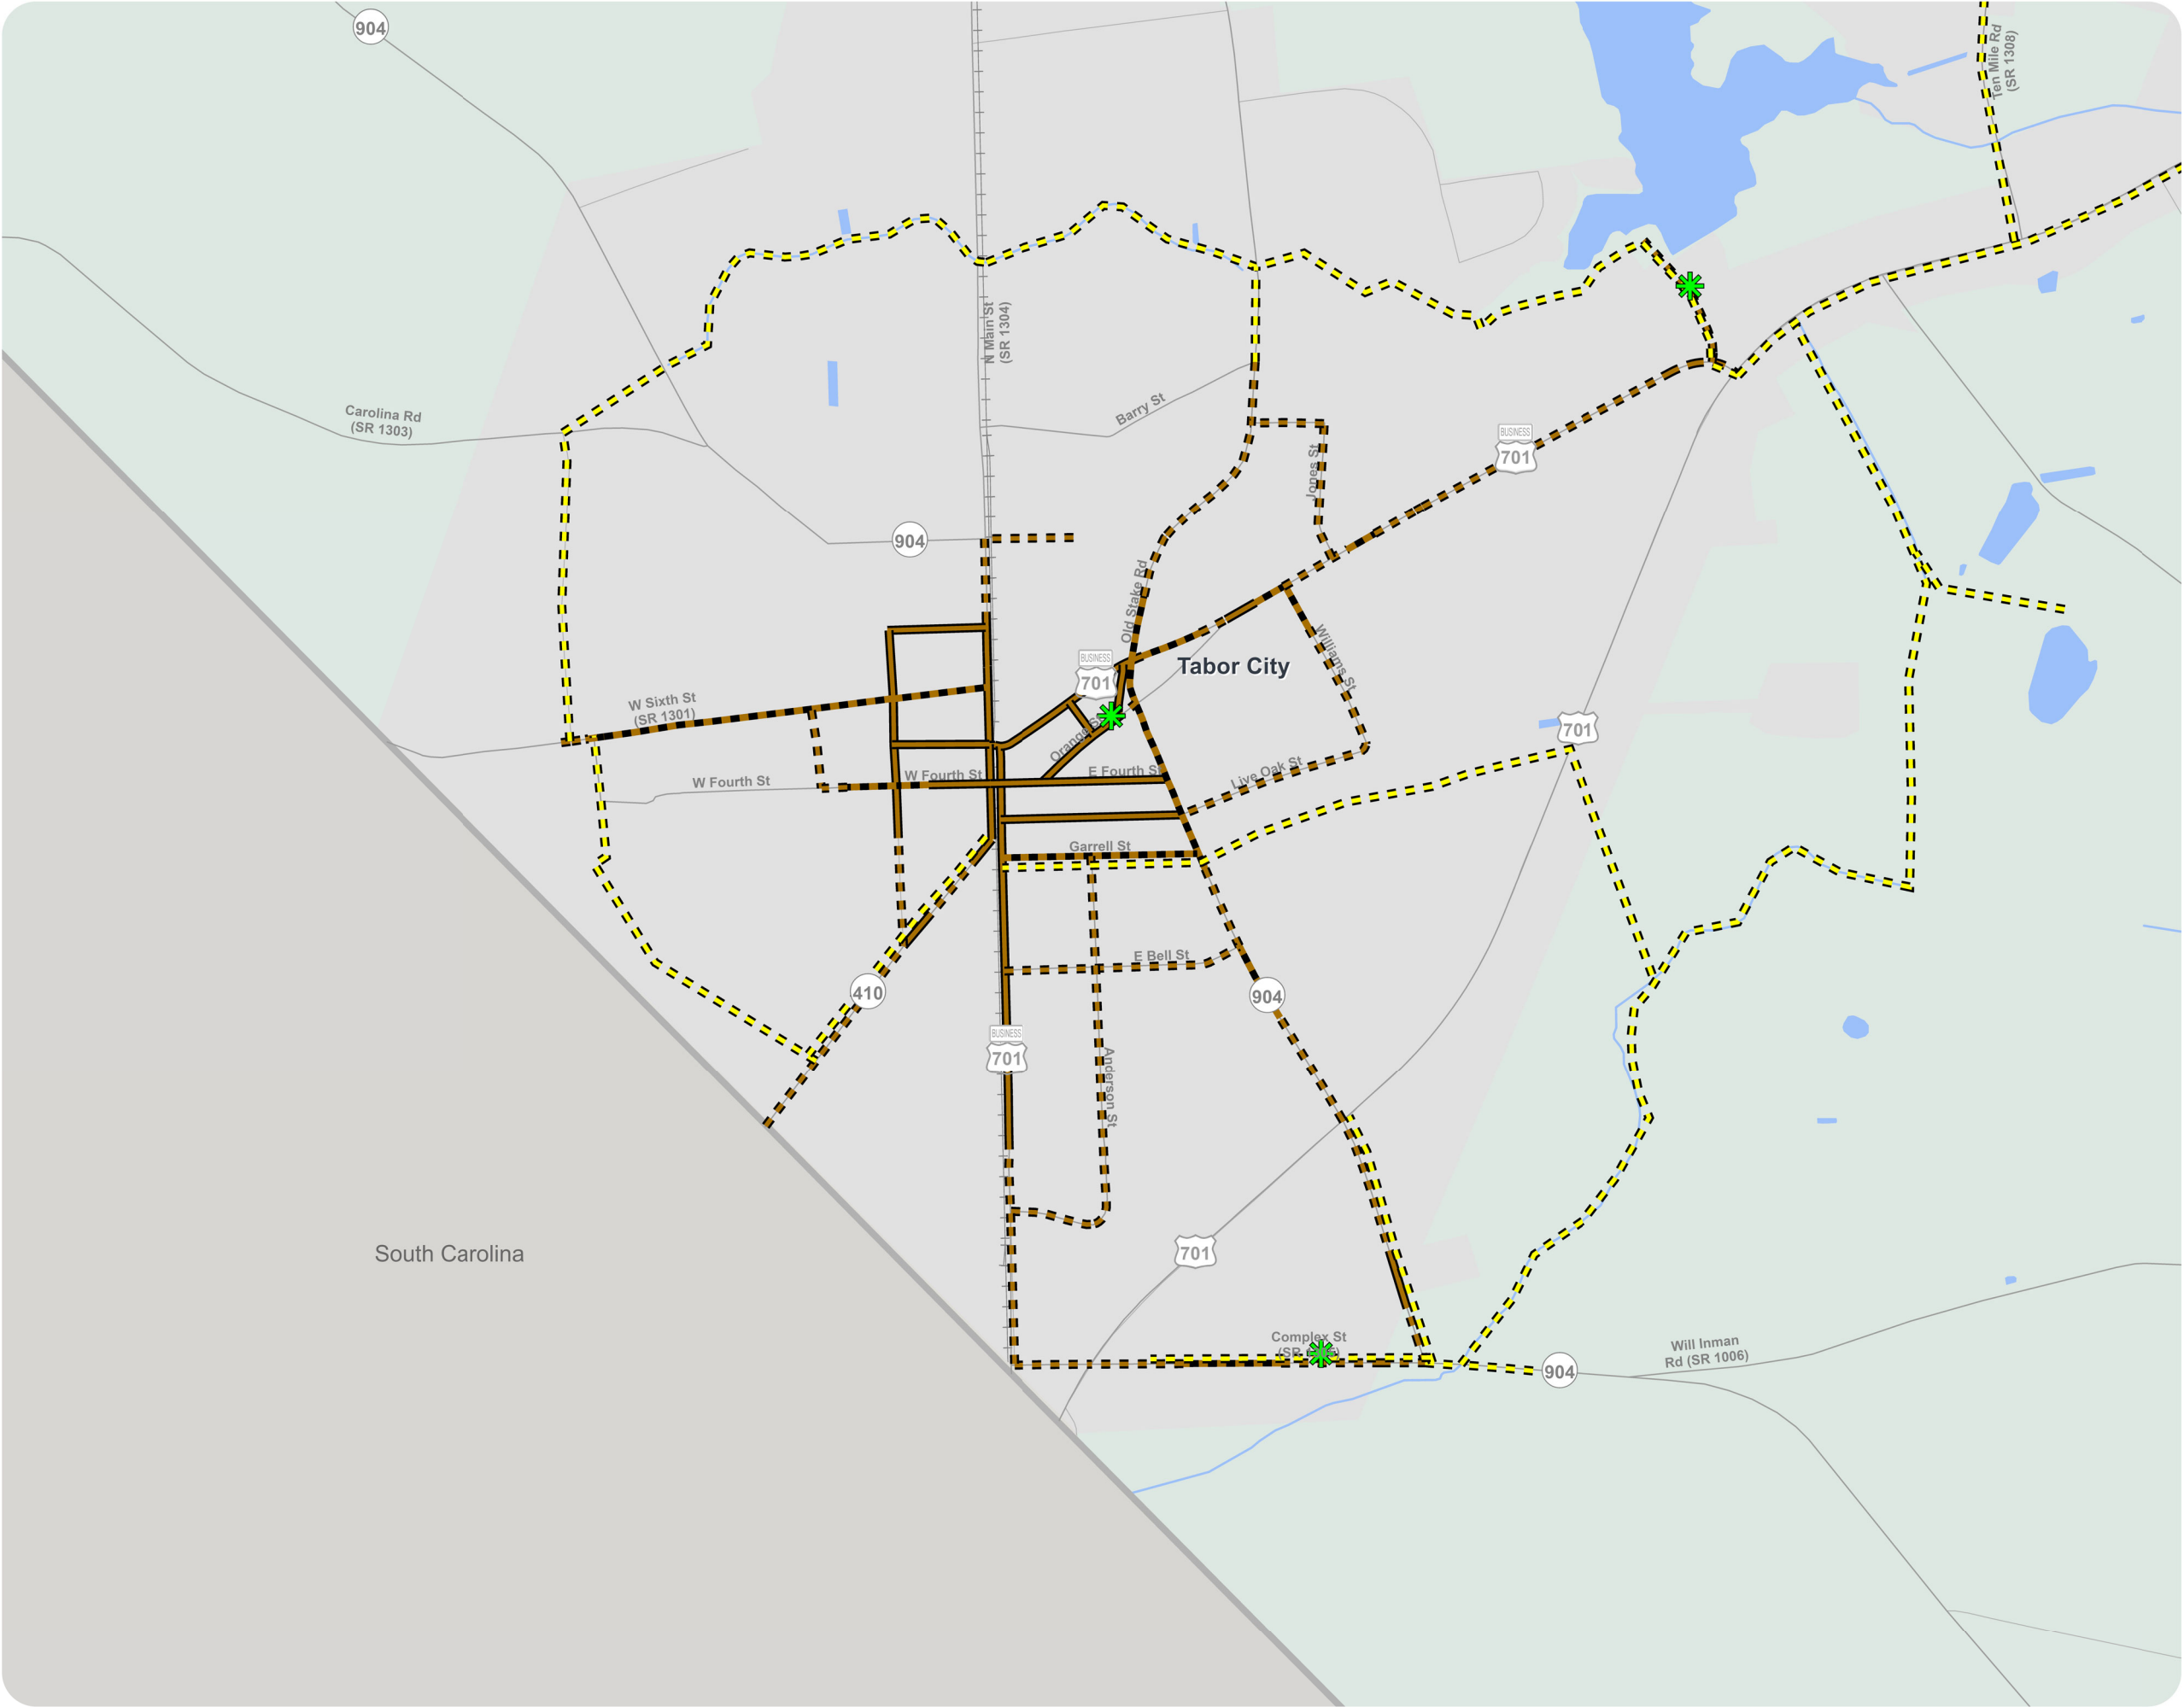 904
Ten Mile Rd
(SR 1308)
N Main St
(SR 1304)
Carolina Rd
(SR 1303)
Barry St
BUSINESS
701
Jones St
904
Old Stake Rd
Williams St
BUSINESS
701
Tabor City
W Sixth St
(SR 1301)
701
W Fourth St
W Fourth St
E Fourth St
Live Oak St
Garrell St
E Bell St
410
904
BUSINESS
701
Anderson St
South Carolina
701
Complex St
(SR
Will Inman
Rd (SR 1006)
904